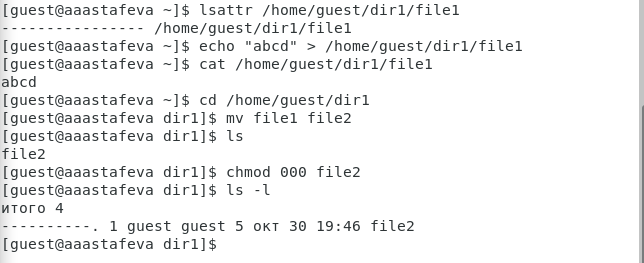 [guest@aaastafeva ~]$ lsattr /home/guest/dir1/file1
---------------- /home/guest/dir1/file1
[guest@aaastafeva ~]$ echo "abcd" > /home/guest/dir1/file1
[guest@aaastafeva ~]$ cat /home/guest/dir1/file1
abcd
[guest@aaastafeva ~]$ cd /home/guest/dir1
[guest@aaastafeva dir1]$ mv file1 file2
[guest@aaastafeva dir1]$ ls
file2
[guest@aaastafeva dir1]$ chmod 000 file2
[guest@aaastafeva dir1]$ ls -l
итого 4
----------. 1 guest guest 5 окт 30 19:46 file2
[guest@aaastafeva dir1]$